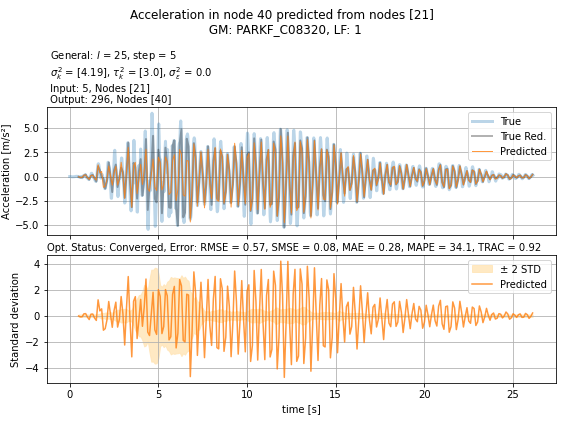 Acceleration in node 40 predicted from nodes [21]
GM: PARKF_C08320, LF: 1
General: l = 25, step = 5
σ²ₖ = [4.19], τ²ₖ = [3.0], σ²ε = 0.0
Input: 5, Nodes [21]
Output: 296, Nodes [40]
Acceleration [m/s²]
5.0
2.5
0.0
−2.5
−5.0
True
True Red.
Predicted
Opt. Status: Converged, Error: RMSE = 0.57, SMSE = 0.08, MAE = 0.28, MAPE = 34.1, TRAC = 0.92
Standard deviation
4
2
0
−2
−4
± 2 STD
Predicted
0 5 10 15 20 25
time [s]